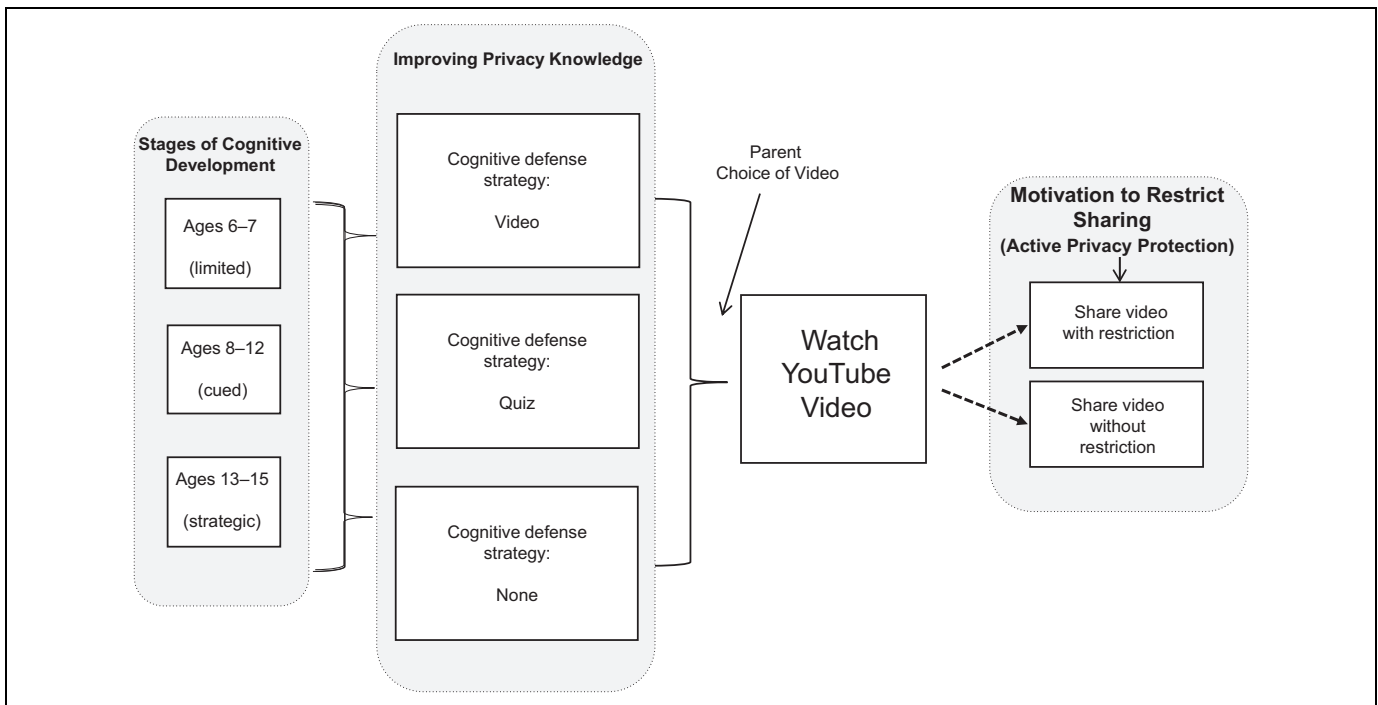 Stages of Cognitive
Development
Ages 6–7
(limited)
Ages 8–12
(cued)
Ages 13–15
(strategic)
Improving Privacy Knowledge
Cognitive defense
strategy:
Video
Cognitive defense
strategy:
Quiz
Cognitive defense
strategy:
None
Parent
Choice of Video
Watch
YouTube
Video
Motivation to Restrict
Sharing
(Active Privacy Protection)
Share video
with restriction
Share video
without
restriction